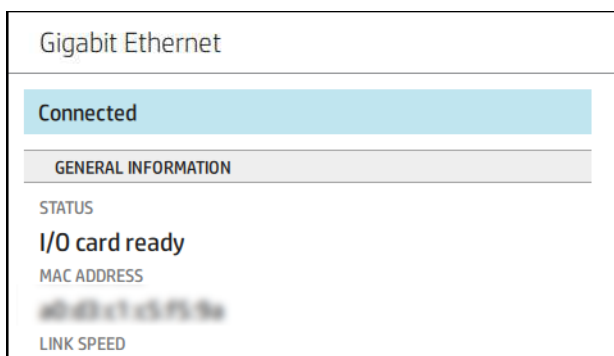 Gigabit Ethernet
Connected
GENERAL INFORMATION
STATUS
I/O card ready
MAC ADDRESS
LINK SPEED